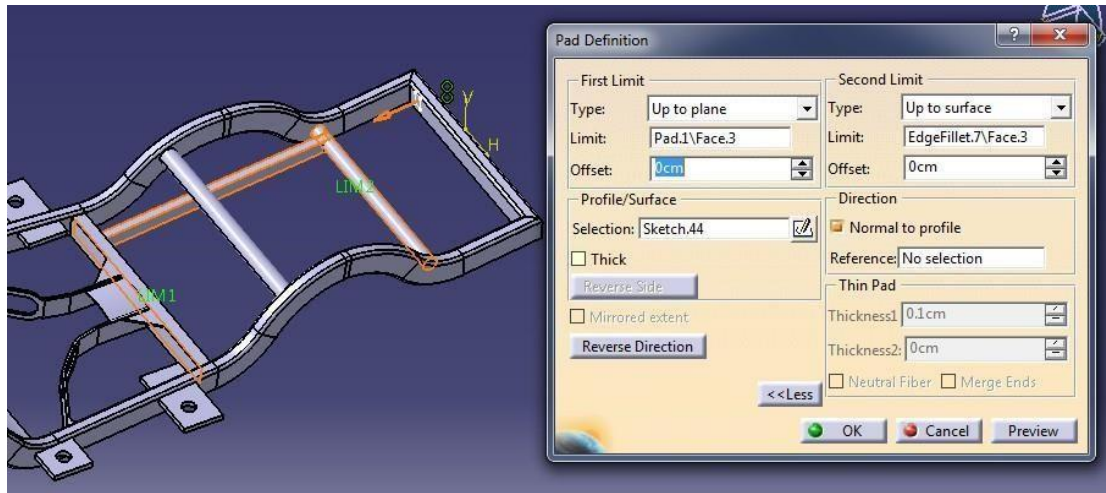 Pad Definition
? X
First Limit
Type: Up to plane
Limit: Pad.1\Face.3
Offset: 0cm
Second Limit
Type: Up to surface
Limit: EdgeFillet.7\Face.3
Offset: 0cm
Profile/Surface
Selection: Sketch.44
Thick
Reverse Side
Mirrored extent
Reverse Direction
Direction
Normal to profile
Reference: No selection
Thin Pad
Thickness1 0.1cm
Thickness2: 0cm
Neutral Fiber Merge Ends
<<Less
OK Cancel Preview
V
H
LIM2
LIM1